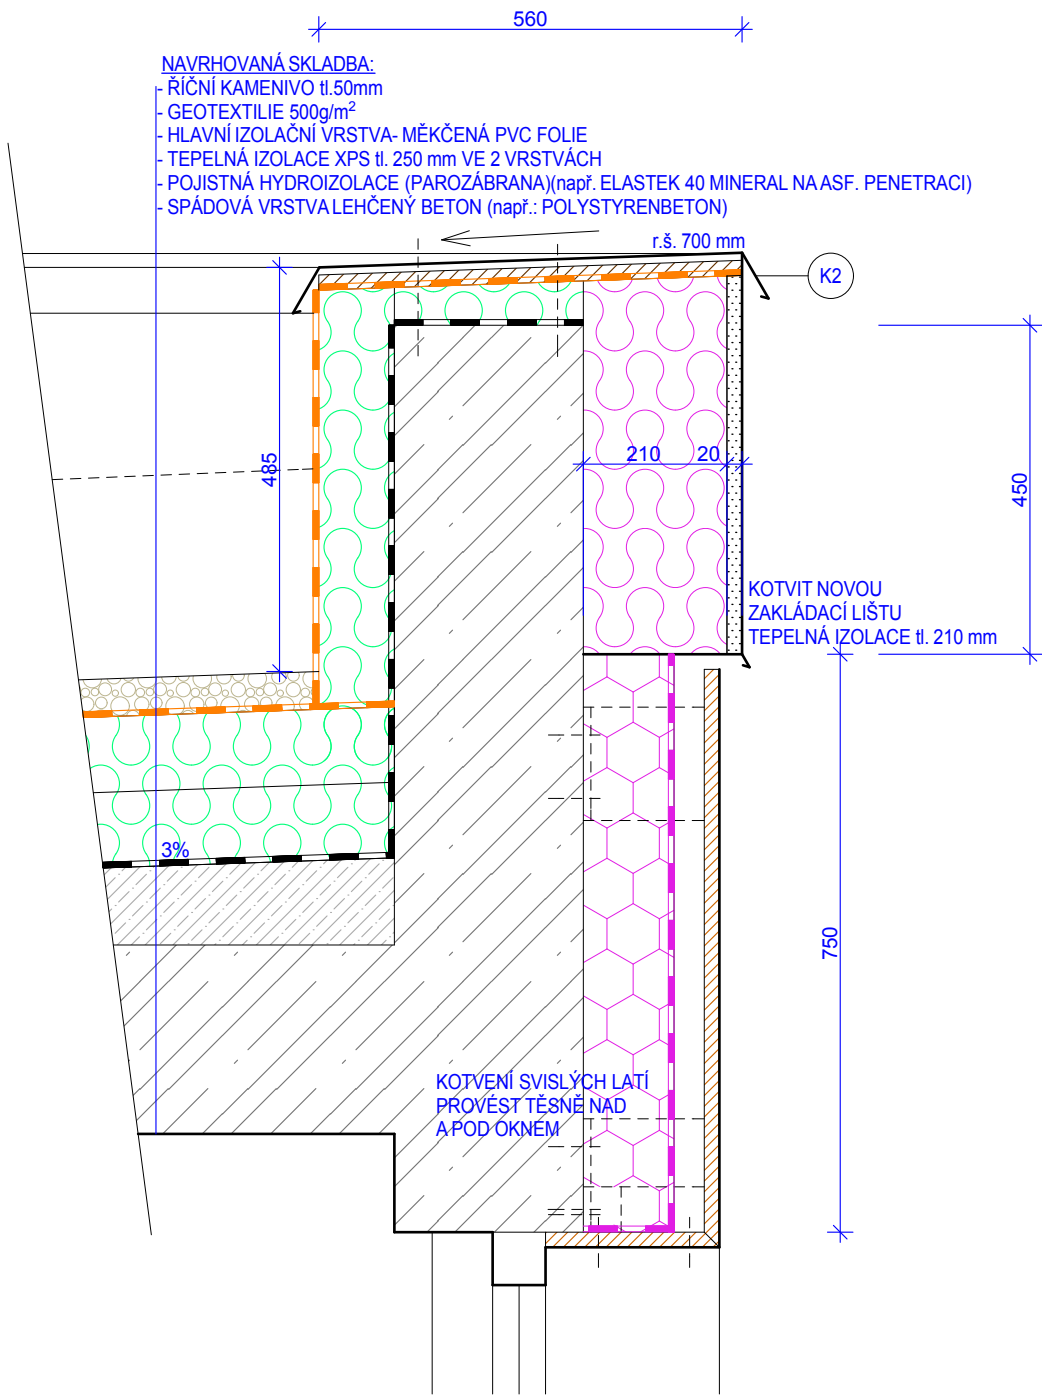 560
NAVRHOVANÁ SKLADBA:
- ŘÍČNÍ KAMENIVO tl.50mm
- GEOTEXTILIE 500g/m²
- HLAVNÍ IZOLAČNÍ VRSTVA- MĚKČENÁ PVC FOLIE
- TEPELNÁ IZOLACE XPS tl. 250 mm VE 2 VRSTVÁCH
- POJISTNÁ HYDROIZOLACE (PAROZÁBRANA)(např. ELASTEK 40 MINERAL NA ASF. PENETRACI)
- SPÁDOVÁ VRSTVA LEHČENÝ BETON (např.: POLYSTYRENBETON)
r.š. 700 mm
K2
485
210
20
450
KOTVIT NOVOU
ZAKLÁDACÍ LIŠTU
TEPELNÁ IZOLACE tl. 210 mm
3%
750
KOTVENÍ SVISLÝCH LATÍ
PROVÉST TĚSNĚ NAD
A POD OKNEM